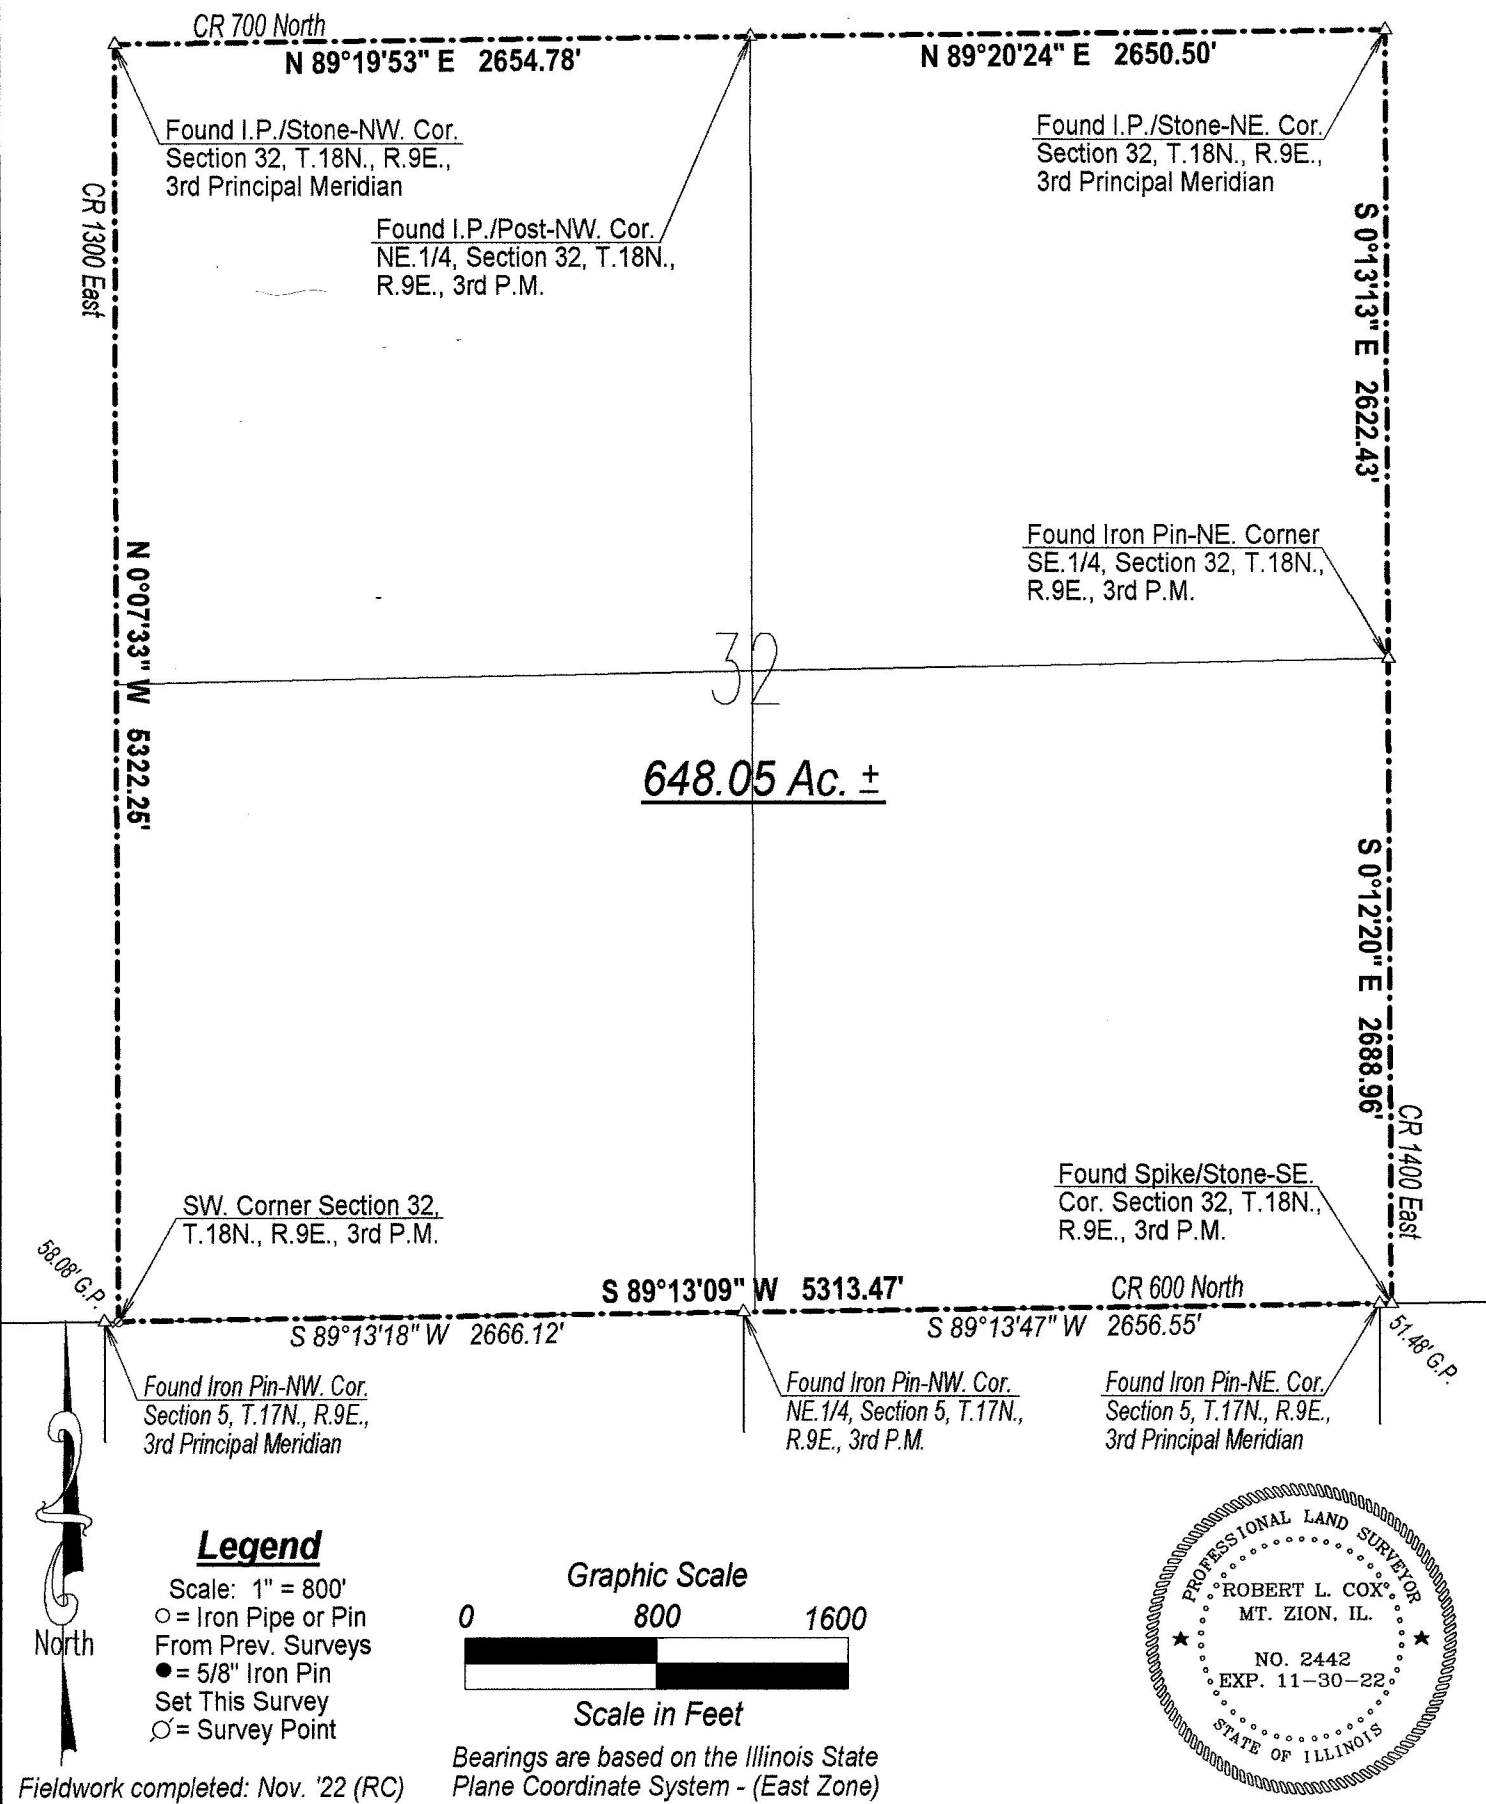 CR 700 North
N 89°19'53" E 2654.78'
N 89°20'24" E 2650.50'
Found I.P./Stone-NW. Cor.
Section 32, T.18N., R.9E.,
3rd Principal Meridian
Found I.P./Post-NW. Cor.
NE.1/4, Section 32, T.18N.,
R.9E., 3rd P.M.
Found I.P./Stone-NE. Cor.
Section 32, T.18N., R.9E.,
3rd Principal Meridian
CR 1300 East
S 0°13'13" E 2622.43'
Found Iron Pin-NE. Corner
SE.1/4, Section 32, T.18N.,
R.9E., 3rd P.M.
N 0°07'33" W 5322.25'
32
648.05 Ac. ±
S 0°12'20" E 2688.96'
CR 1400 East
SW. Corner Section 32,
T.18N., R.9E., 3rd P.M.
Found Spike/Stone-SE.
Cor. Section 32, T.18N.,
R.9E., 3rd P.M.
58.08' G.P.
S 89°13'09" W 5313.47'
CR 600 North
S 89°13'18" W 2666.12'
S 89°13'47" W 2656.55'
51.48' G.P.
Found Iron Pin-NW. Cor.
Section 5, T.17N., R.9E.,
3rd Principal Meridian
Found Iron Pin-NW. Cor.
NE.1/4, Section 5, T.17N.,
R.9E., 3rd P.M.
Found Iron Pin-NE. Cor.
Section 5, T.17N., R.9E.,
3rd Principal Meridian
North
Legend
Scale: 1" = 800'
O = Iron Pipe or Pin
From Prev. Surveys
● = 5/8" Iron Pin
Set This Survey
= Survey Point
Fieldwork completed: Nov. '22 (RC)
Graphic Scale
0 800 1600
Scale in Feet
Bearings are based on the Illinois State
Plane Coordinate System - (East Zone)
PROFESSIONAL LAND SURVEYOR
ROBERT L. COX
MT. ZION, IL.
NO. 2442
EXP. 11-30-22
STATE OF ILLINOIS